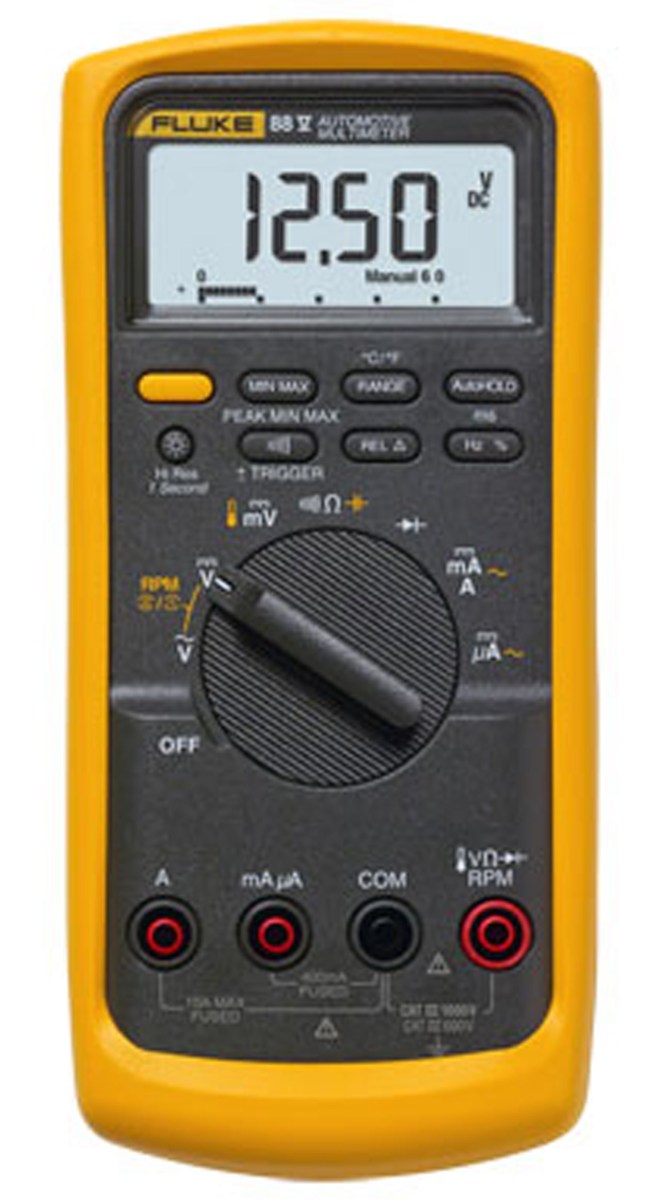 FLUKE 88 V AUTOMOTIVE
MULTIMETER
12.50 V
DC
0 Manual 6 0
°C/°F
MIN MAX RANGE AutoHOLD
PEAK MIN MAX ms
REL Δ Hz %
Hi Res
1 Second
± TRIGGER
mV Ω
RPM V mA
A
V μA
OFF
A mA μA COM VΩ
RPM
400mA
FUSED
10A MAX
FUSED
CAT III 1000V
CAT III 600V